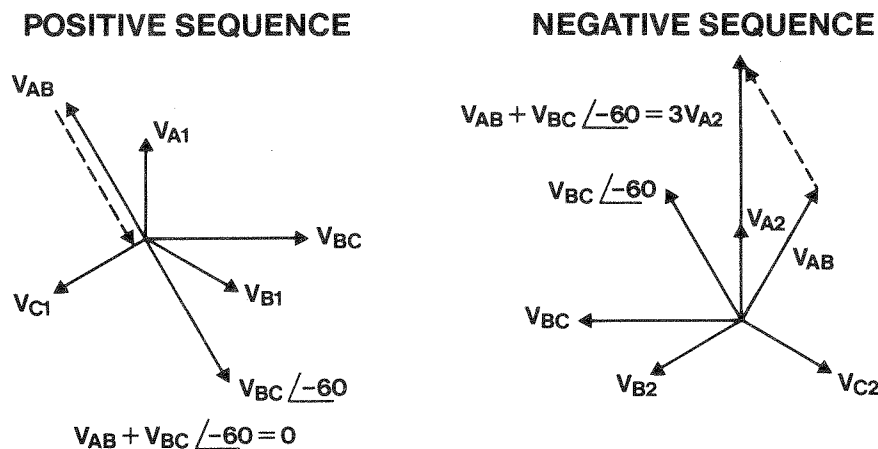 POSITIVE SEQUENCE
VAB
VA1
VBC
VC1
VB1
VBC /-60
VAB + VBC /-60 = 0
NEGATIVE SEQUENCE
VAB + VBC /-60 = 3VA2
VBC /-60
VA2
VAB
VBC
VB2
VC2